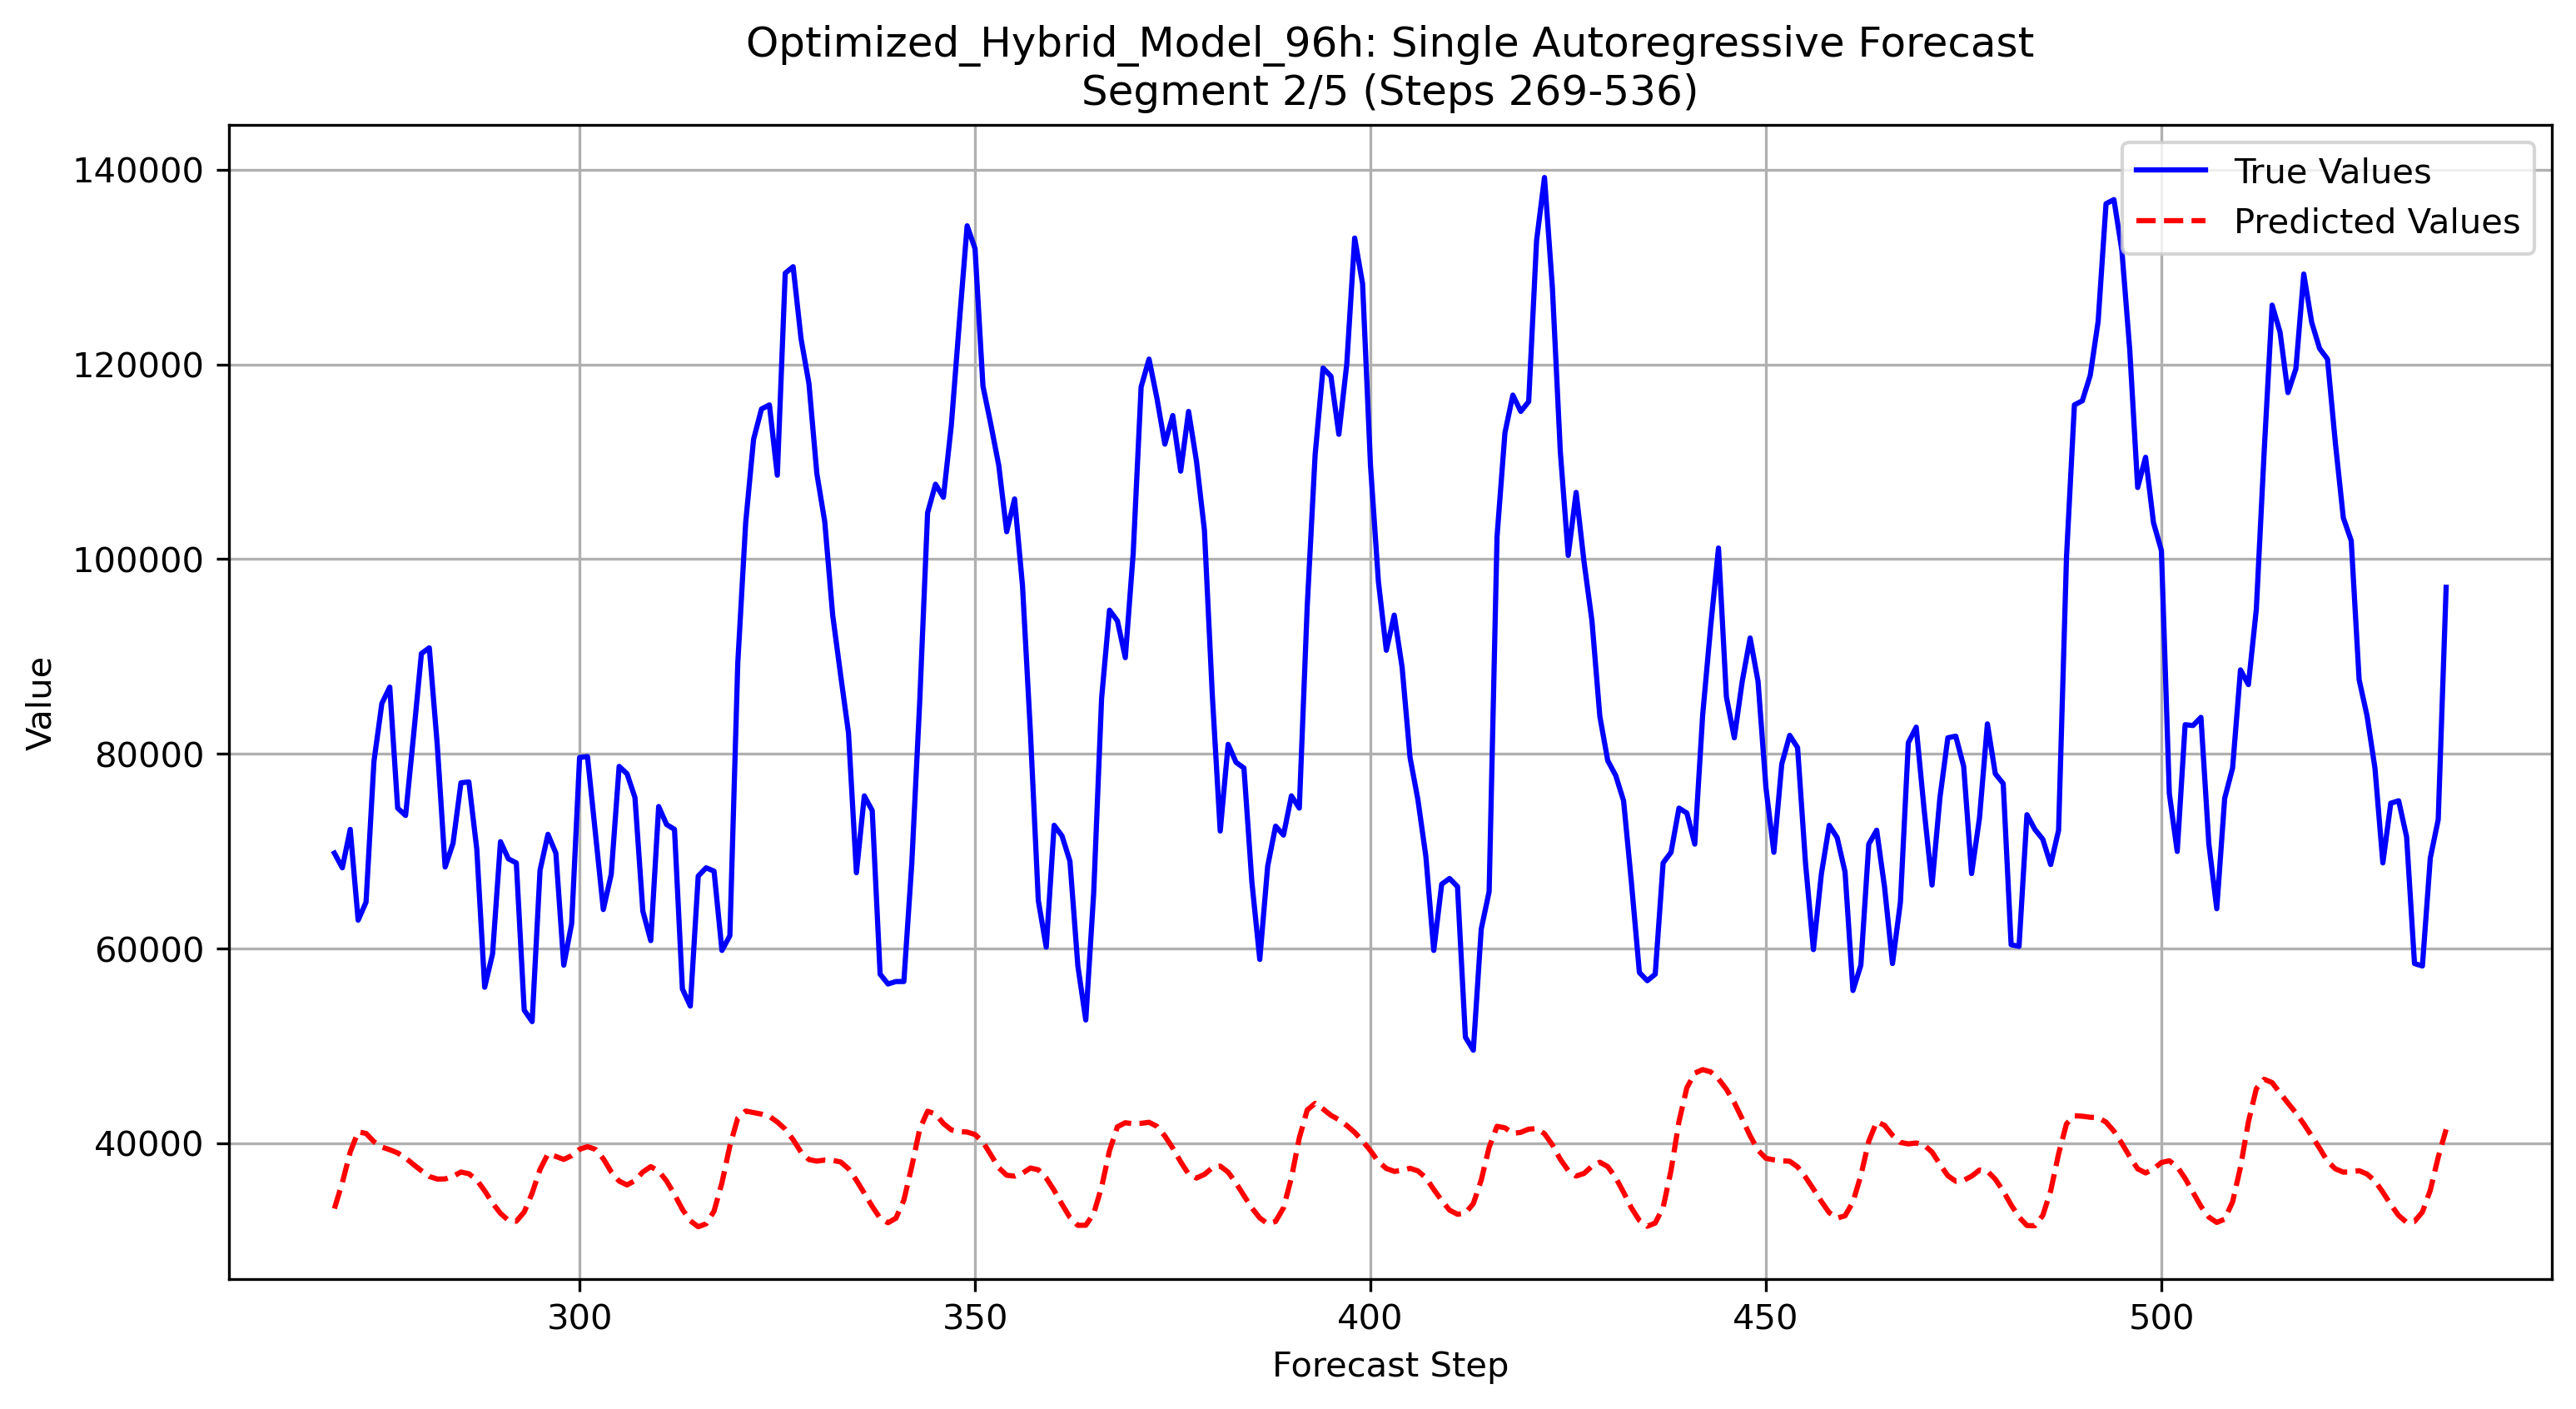 Optimized_Hybrid_Model_96h: Single Autoregressive Forecast
Segment 2/5 (Steps 269-536)
True Values
Predicted Values
Value
140000
120000
100000
80000
60000
40000
300
350
400
450
500
Forecast Step